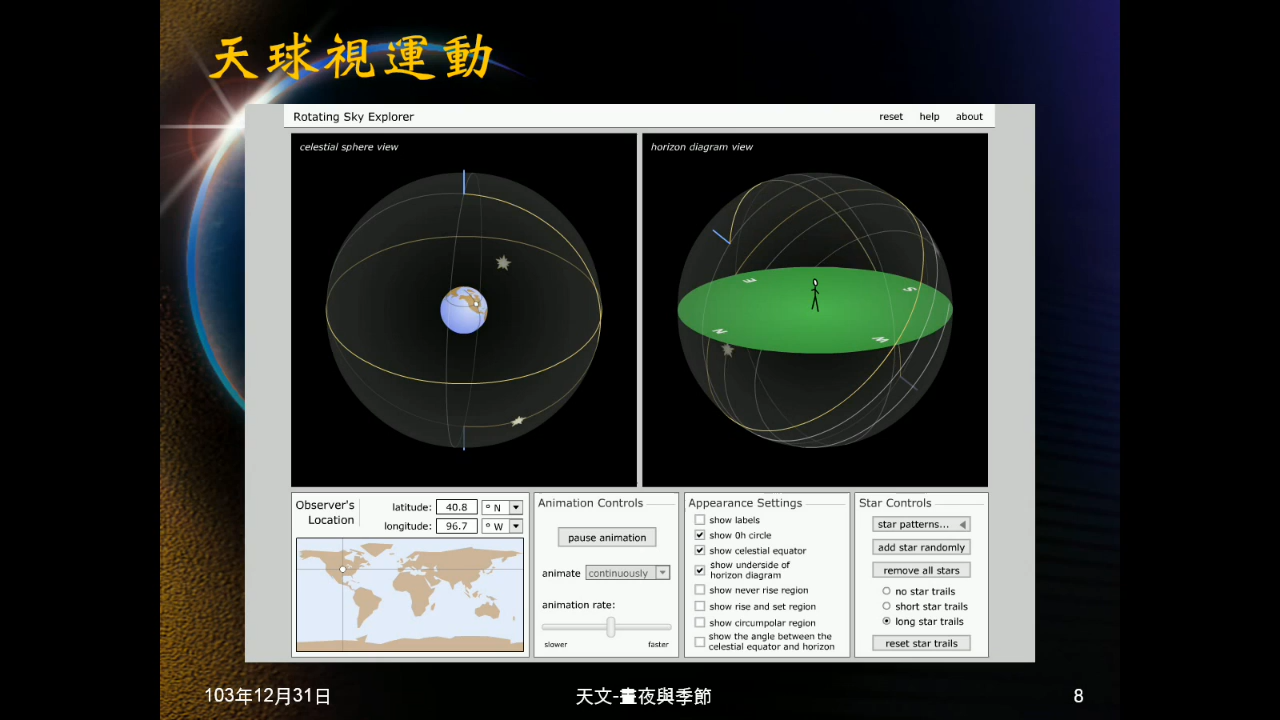 天球視運動
Rotating Sky Explorer
reset help about
celestial sphere view
horizon diagram view
E
S
N
W
Observer's
Location
latitude: 40.8 ° N
longitude: 96.7 ° W
Animation Controls
pause animation
animate continuously
animation rate:
slower faster
Appearance Settings
show labels
show 0h circle
show celestial equator
show underside of
horizon diagram
show never rise region
show rise and set region
show circumpolar region
show the angle between the
celestial equator and horizon
Star Controls
star patterns...
add star randomly
remove all stars
no star trails
short star trails
long star trails
reset star trails
103年12月31日
天文-晝夜與季節
8